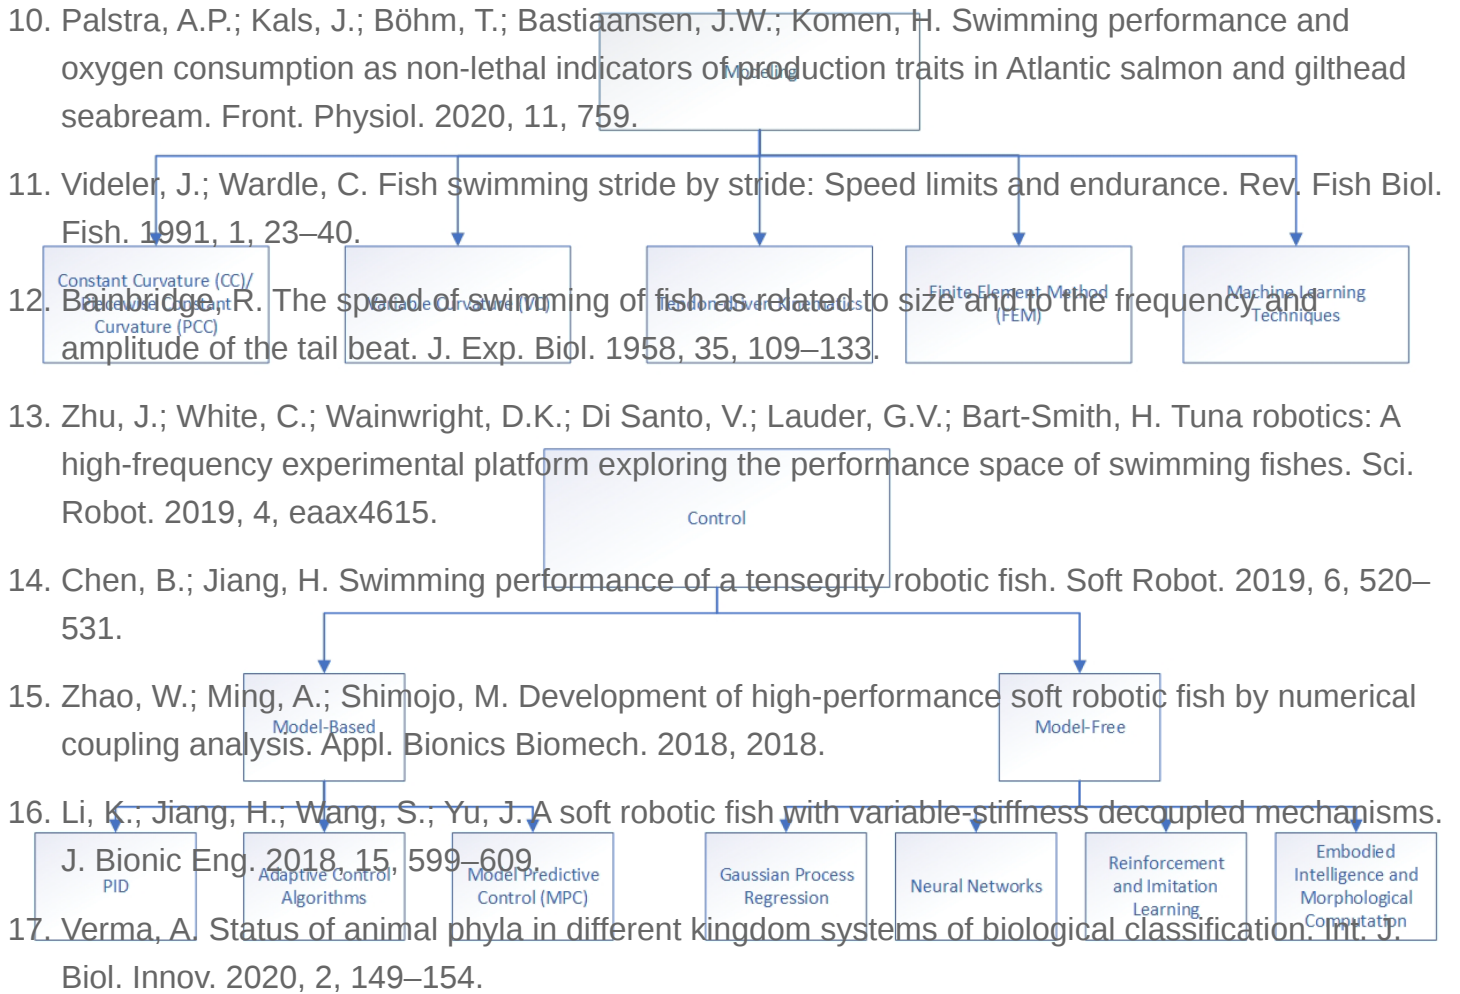 10. Palstra, A.P.; Kals, J.; Böhm, T.; Bastiaansen, J.W.; Komen, H. Swimming performance and
oxygen consumption as non-lethal indicators of production traits in Atlantic salmon and gilthead
seabream. Front. Physiol. 2020, 11, 759.
11. Videler, J.; Wardle, C. Fish swimming stride by stride: Speed limits and endurance. Rev. Fish Biol.
Fish. 1991, 1, 23–40.
12. Bainbridge, R. The speed of swimming of fish as related to size and to the frequency and
amplitude of the tail beat. J. Exp. Biol. 1958, 35, 109–133.
13. Zhu, J.; White, C.; Wainwright, D.K.; Di Santo, V.; Lauder, G.V.; Bart-Smith, H. Tuna robotics: A
high-frequency experimental platform exploring the performance space of swimming fishes. Sci.
Robot. 2019, 4, eaax4615.
14. Chen, B.; Jiang, H. Swimming performance of a tensegrity robotic fish. Soft Robot. 2019, 6, 520–
531.
15. Zhao, W.; Ming, A.; Shimojo, M. Development of high-performance soft robotic fish by numerical
coupling analysis. Appl. Bionics Biomech. 2018, 2018.
16. Li, K.; Jiang, H.; Wang, S.; Yu, J. A soft robotic fish with variable-stiffness decoupled mechanisms.
J. Bionic Eng. 2018, 15, 599–609.
17. Verma, A. Status of animal phyla in different kingdom systems of biological classification. Int. J.
Biol. Innov. 2020, 2, 149–154.
Modeling
Constant Curvature (CC)/
Piecewise Constant
Curvature (PCC)
Variable Curvature (VC)
Tendon-driven Kinematics
Finite Element Method
(FEM)
Machine Learning
Techniques
Control
Model-Based
Model-Free
PID
Adaptive Control
Algorithms
Model Predictive
Control (MPC)
Gaussian Process
Regression
Neural Networks
Reinforcement
and Imitation
Learning
Embodied
Intelligence and
Morphological
Computation